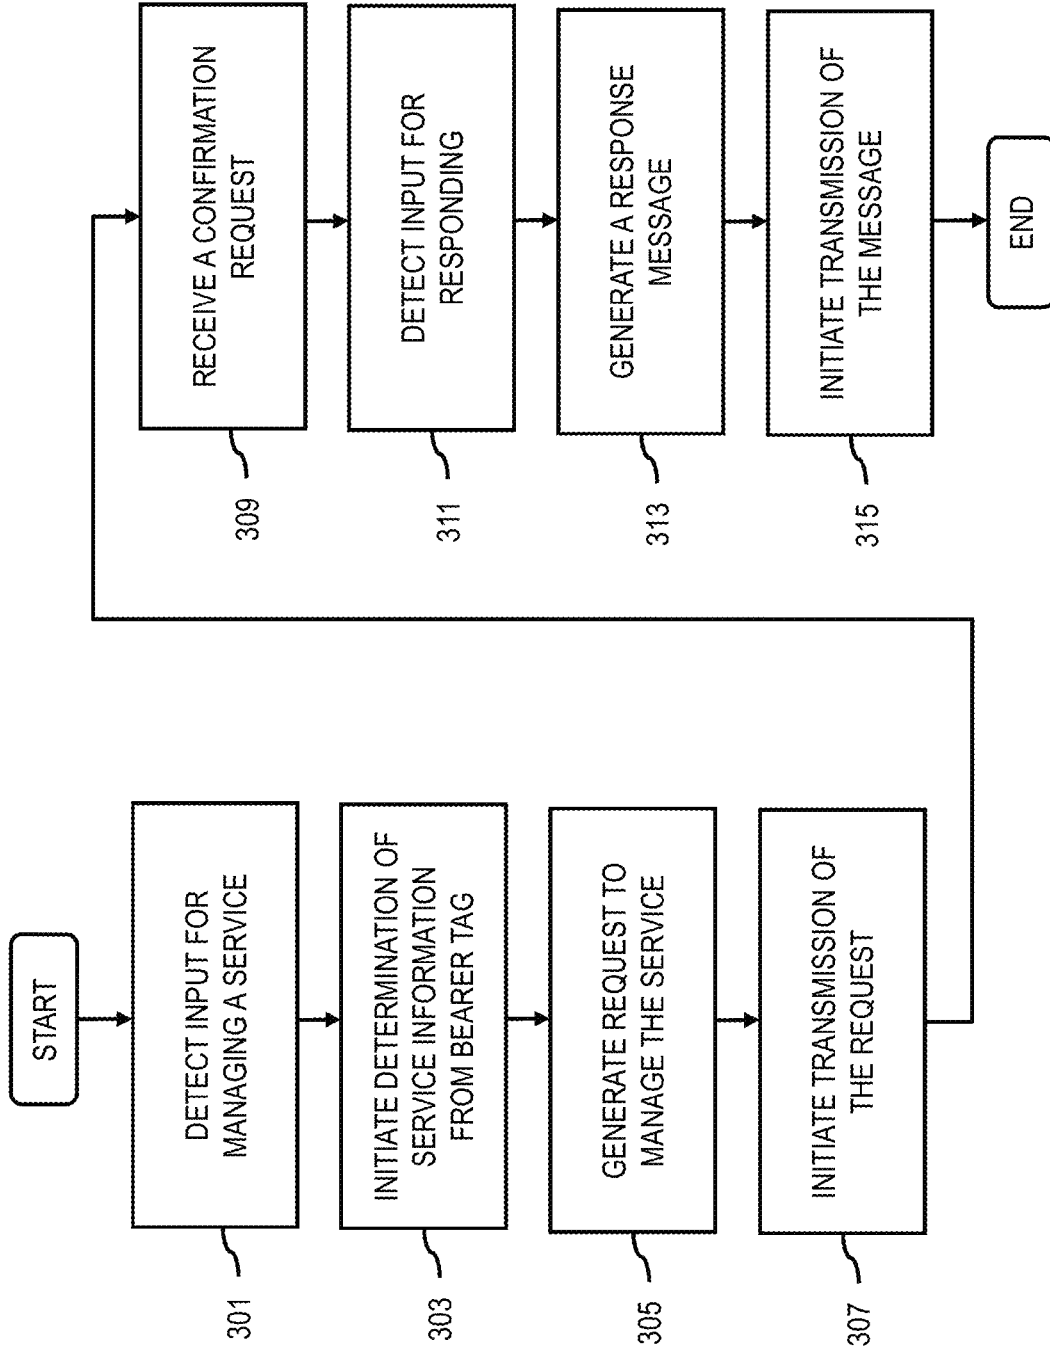 START
DETECT INPUT FOR
MANAGING A SERVICE
301
INITIATE DETERMINATION OF
SERVICE INFORMATION
FROM BEARER TAG
303
GENERATE REQUEST TO
MANAGE THE SERVICE
305
INITIATE TRANSMISSION OF
THE REQUEST
307
RECEIVE A CONFIRMATION
REQUEST
309
DETECT INPUT FOR
RESPONDING
311
GENERATE A RESPONSE
MESSAGE
313
INITIATE TRANSMISSION OF
THE MESSAGE
315
END